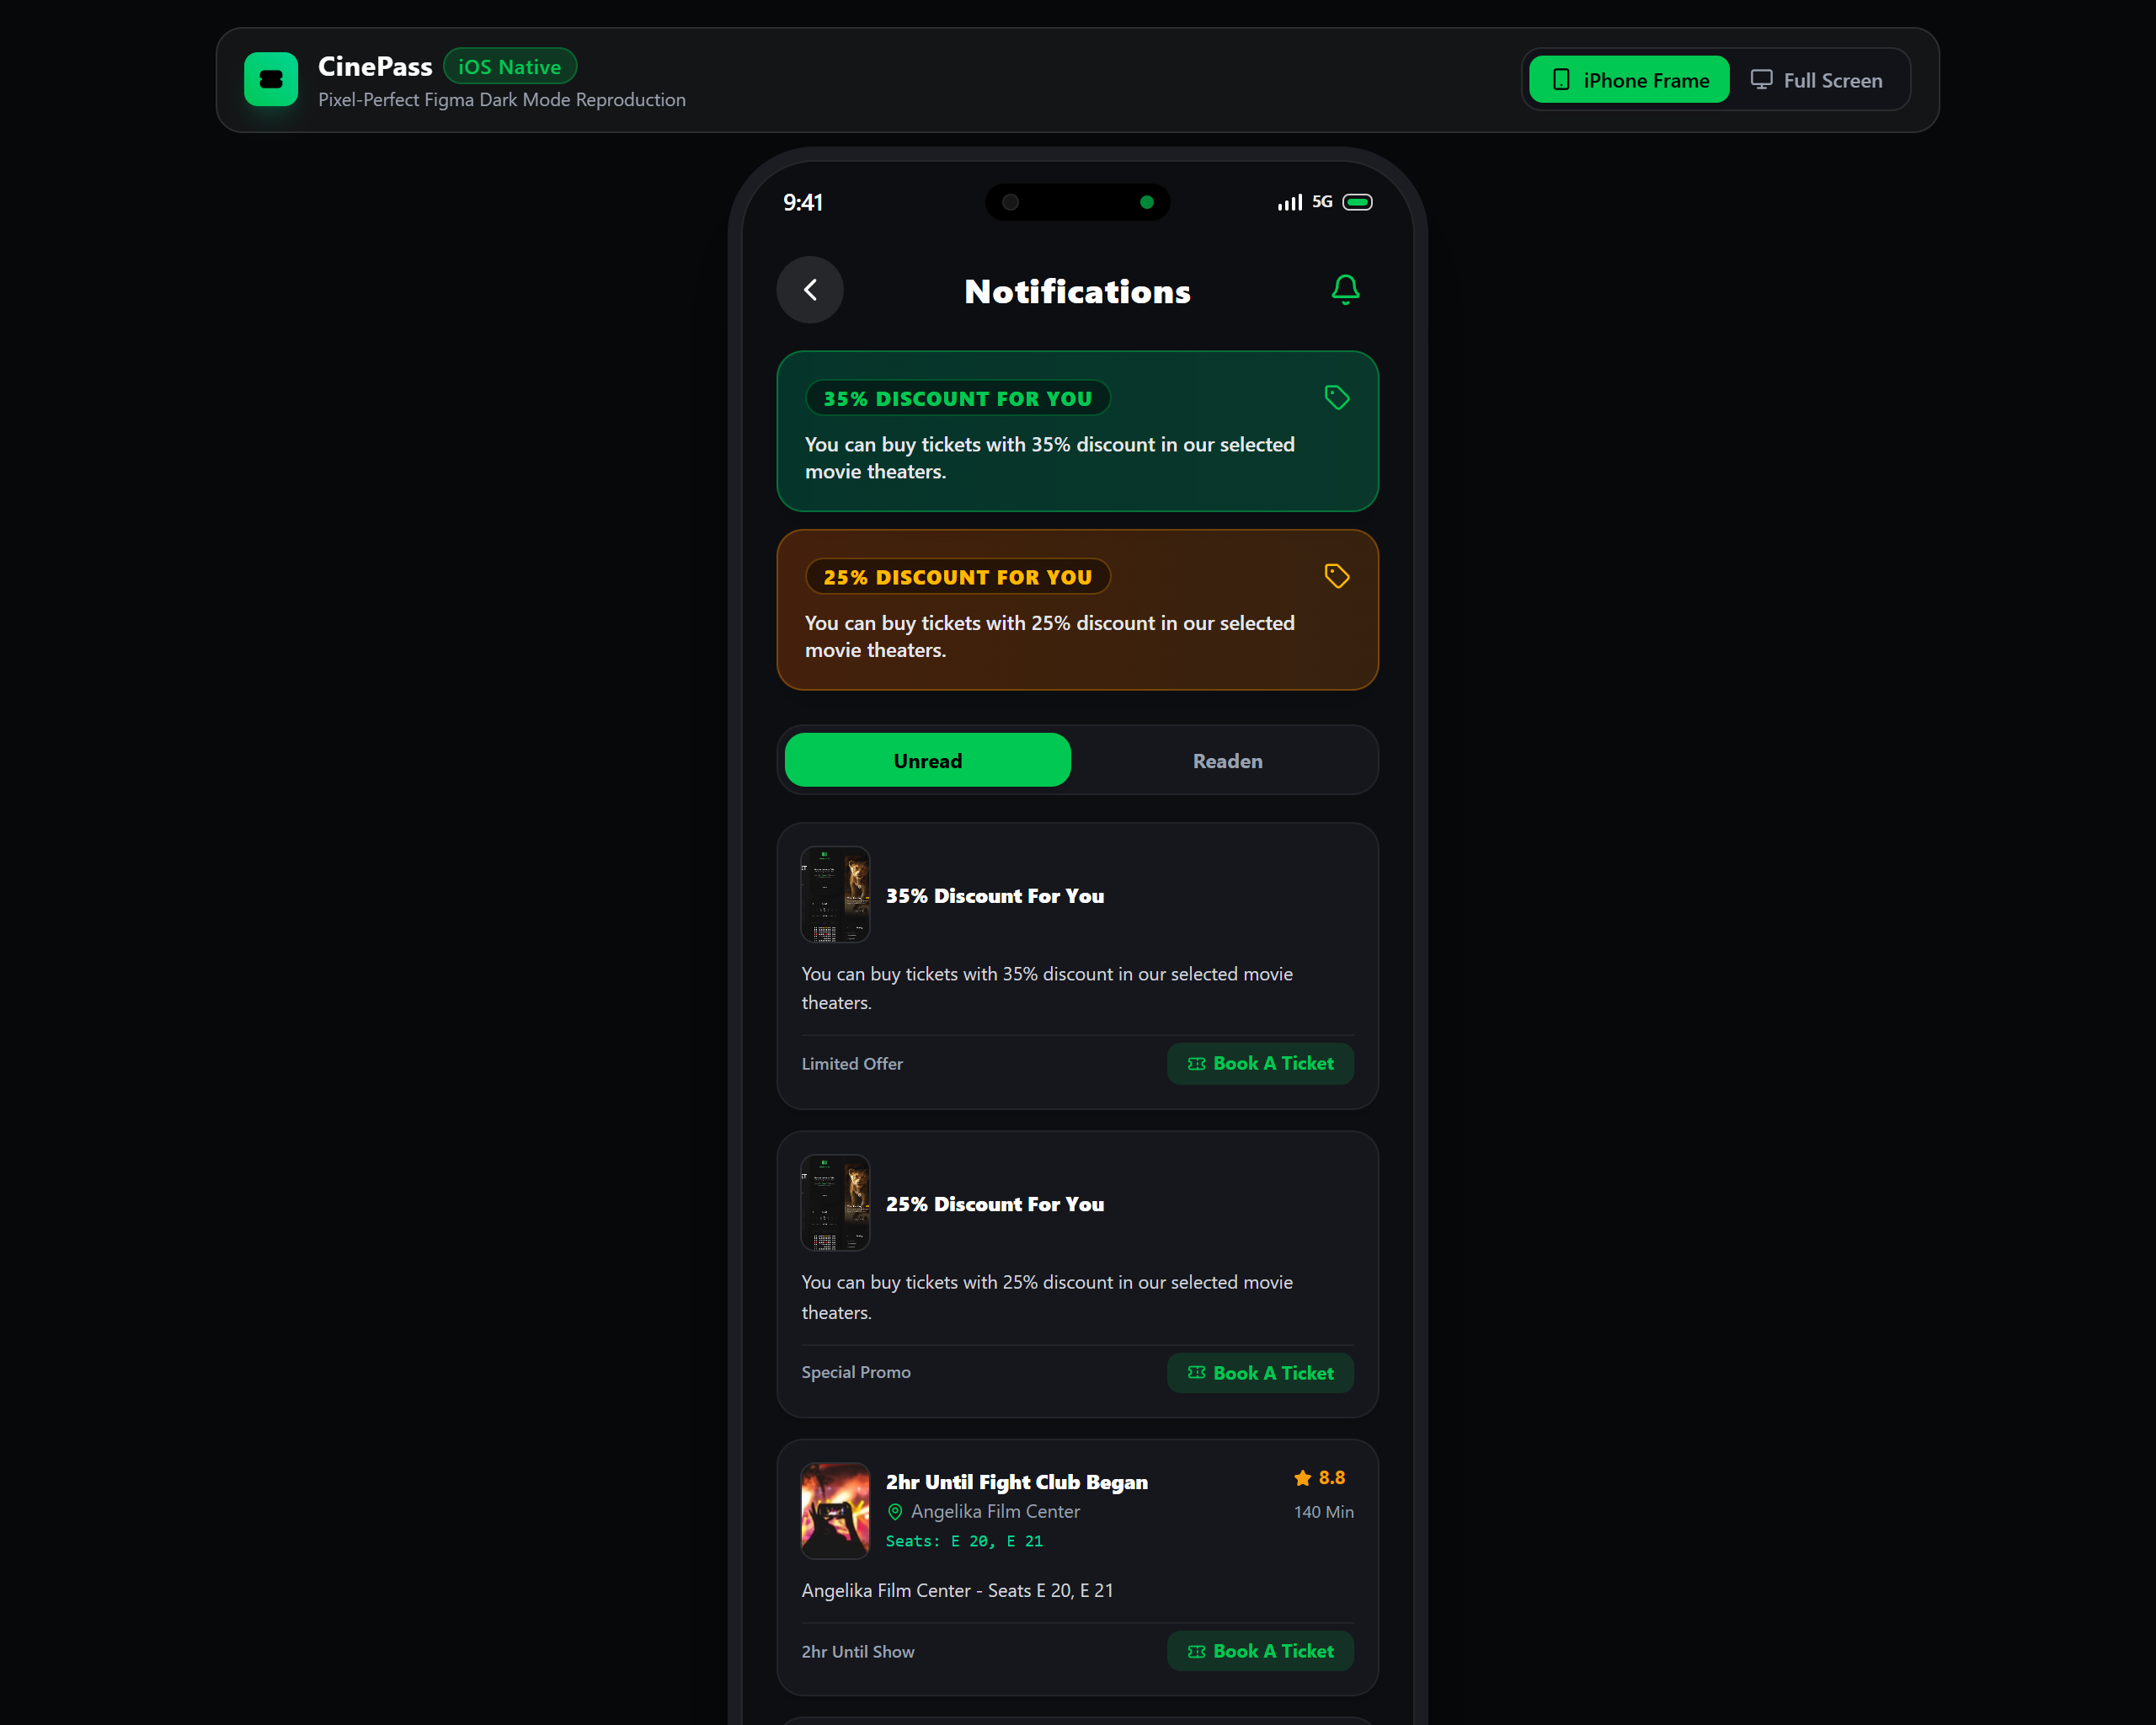 CinePass iOS Native
Pixel-Perfect Figma Dark Mode Reproduction
iPhone Frame
Full Screen
9:41
5G
Notifications
35% DISCOUNT FOR YOU
You can buy tickets with 35% discount in our selected
movie theaters.
25% DISCOUNT FOR YOU
You can buy tickets with 25% discount in our selected
movie theaters.
Unread
Readen
35% Discount For You
You can buy tickets with 35% discount in our selected movie
theaters.
Limited Offer
Book A Ticket
25% Discount For You
You can buy tickets with 25% discount in our selected movie
theaters.
Special Promo
Book A Ticket
2hr Until Fight Club Began
8.8
Angelika Film Center
140 Min
Seats: E 20, E 21
Angelika Film Center - Seats E 20, E 21
2hr Until Show
Book A Ticket